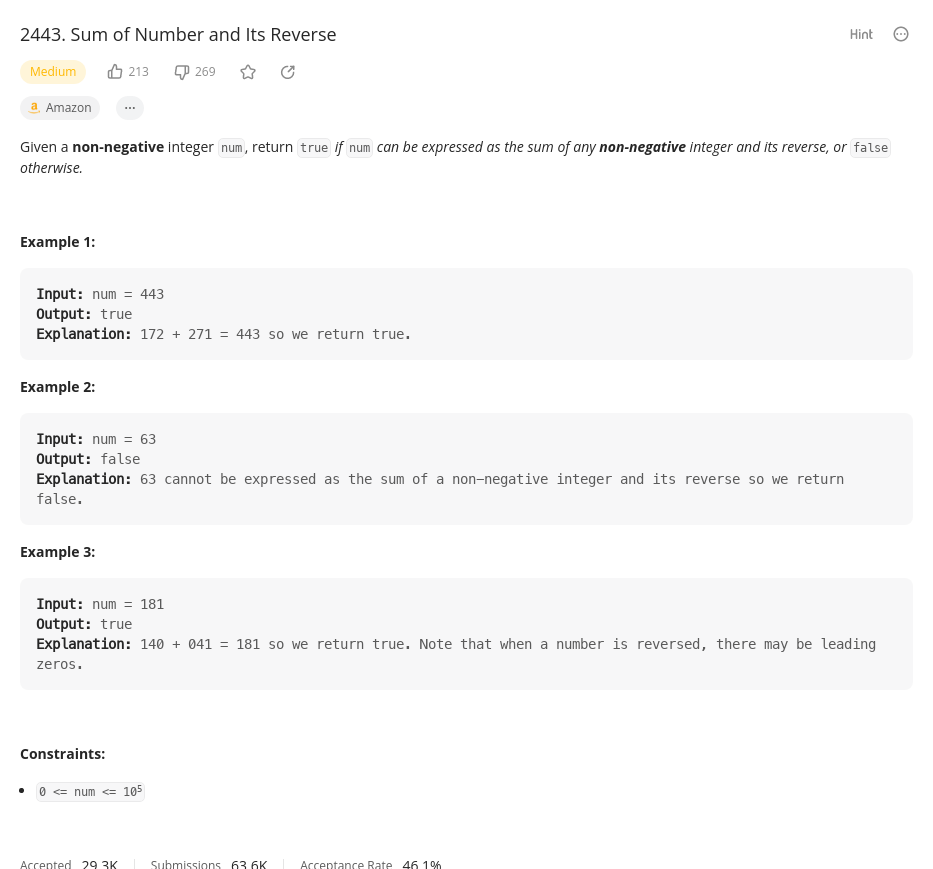 2443. Sum of Number and Its Reverse
Hint
Medium 213 269
a Amazon ...
Given a non-negative integer num, return true if num can be expressed as the sum of any non-negative integer and its reverse, or false
otherwise.
Example 1:
Input: num = 443
Output: true
Explanation: 172 + 271 = 443 so we return true.
Example 2:
Input: num = 63
Output: false
Explanation: 63 cannot be expressed as the sum of a non-negative integer and its reverse so we return
false.
Example 3:
Input: num = 181
Output: true
Explanation: 140 + 041 = 181 so we return true. Note that when a number is reversed, there may be leading
zeros.
Constraints:
• 0 <= num <= 10⁵
Accepted 29.3K Submissions 63.6K Acceptance Rate 46.1%